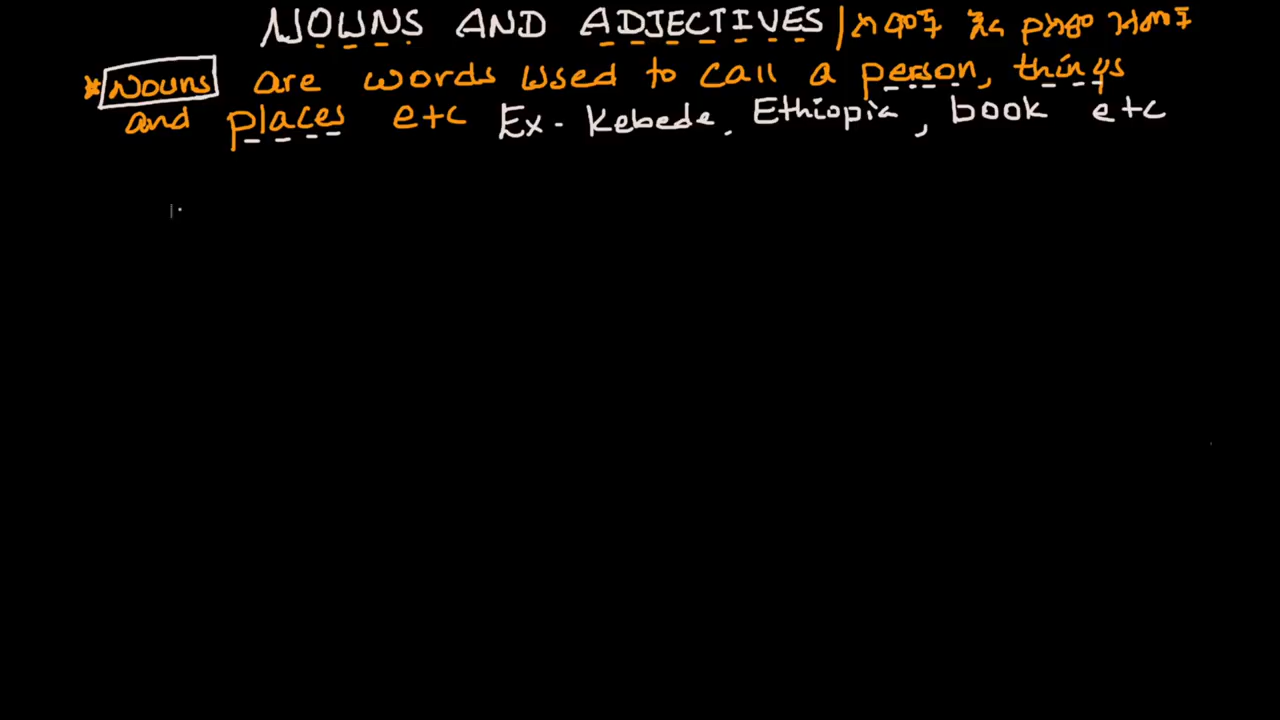 NOUNS AND ADJECTIVES / ስሞች እና
* Nouns are words used to call a person, things
and places etc Ex- Kebede, Ethiopia, book etc